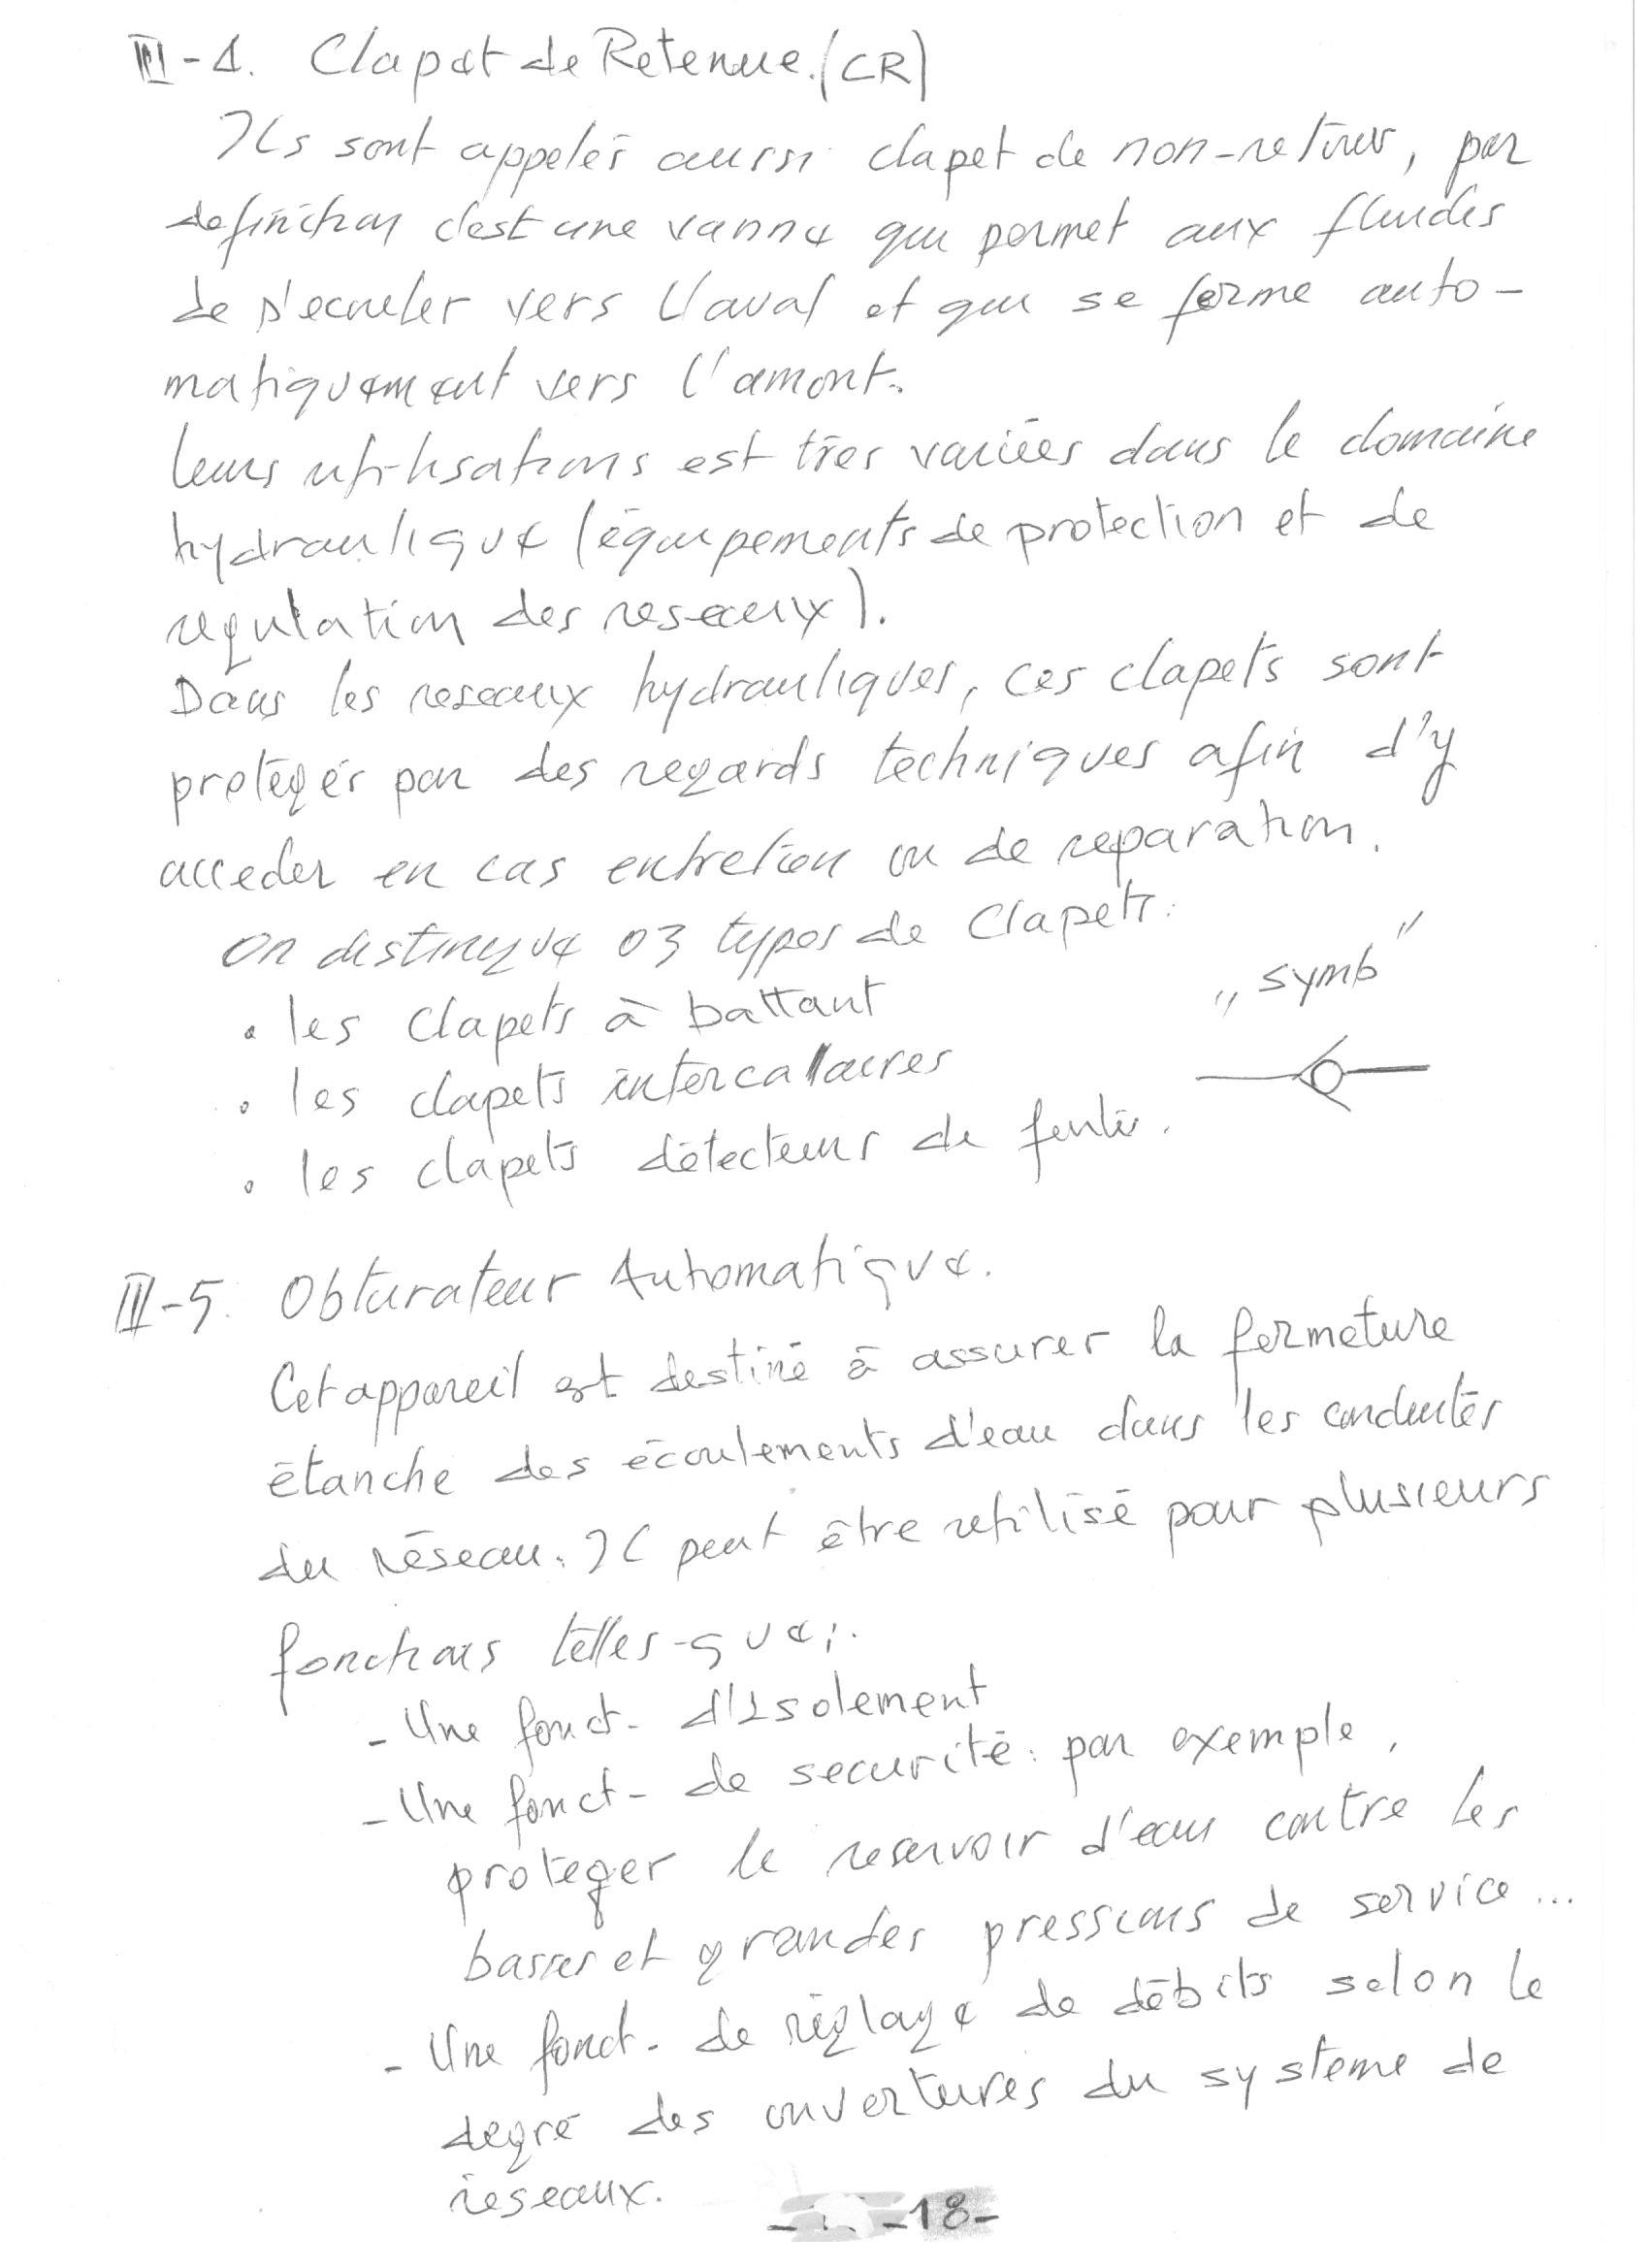 III-4. Clapet de Retenue. (CR)
Ils sont appelés aussi clapet de non-retour, par
definition c'est une vanne qui permet aux fluides
de s'ecouler vers l'aval et qui se ferme auto-
matiquement vers l'amont.
leurs utilisations est très variées dans le domaine
hydraulique (équipements de protection et de
regulation des reseaux).
Dans les reseaux hydrauliques, ces clapets sont
protégés par des regards techniques afin d'y
acceder en cas entretien ou de reparation.
on distingue 03 types de Clapets:
"symb"
• les clapets à battant
• les clapets intercalaires
• les clapets détecteurs de fuites.
II-5. Obturateur Automatique.
Cet appareil est destiné à assurer la fermeture
étanche des écoulements d'eau dans les conduites
du réseau. Il peut être utilisé pour plusieurs
fonctions telles-que:
- Une fonct- d'Isolement
- Une fonct- de securité: par exemple,
proteger le reservoir d'eau contre les
basses et grandes pressions de service...
- Une fonct- de réglage de débits selon le
degré des ouvertures du systeme de
reseaux.
-18-